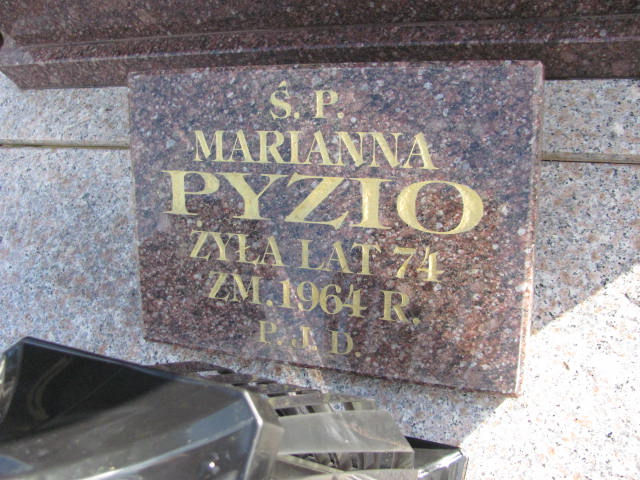 Ś. P.
MARIANNA
PYZIO
ŻYŁA LAT 74
ZM. 1964 R.
P. J. D.